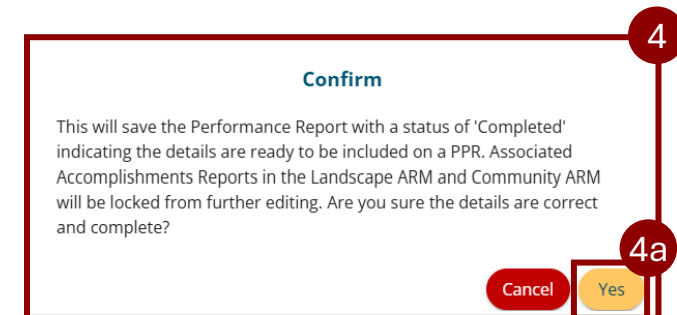 4
Confirm
This will save the Performance Report with a status of 'Completed'
indicating the details are ready to be included on a PPR. Associated
Accomplishments Reports in the Landscape ARM and Community ARM
will be locked from further editing. Are you sure the details are correct
and complete?
4a
Cancel Yes